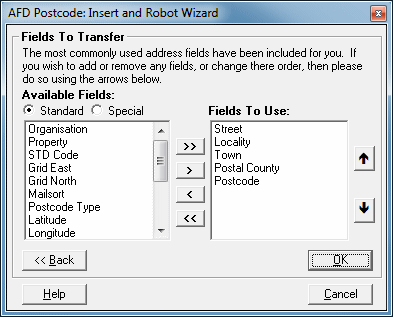 AFD Postcode: Insert and Robot Wizard
Fields To Transfer
The most commonly used address fields have been included for you. If
you wish to add or remove any fields, or change there order, then please
do so using the arrows below.
Available Fields:
Standard Special
Fields To Use:
Organisation
Property
STD Code
Grid East
Grid North
Mailsort
Postcode Type
Latitude
Longitude
>>
>
<
<<
Street
Locality
Town
Postal County
Postcode
<< Back
OK
Help
Cancel